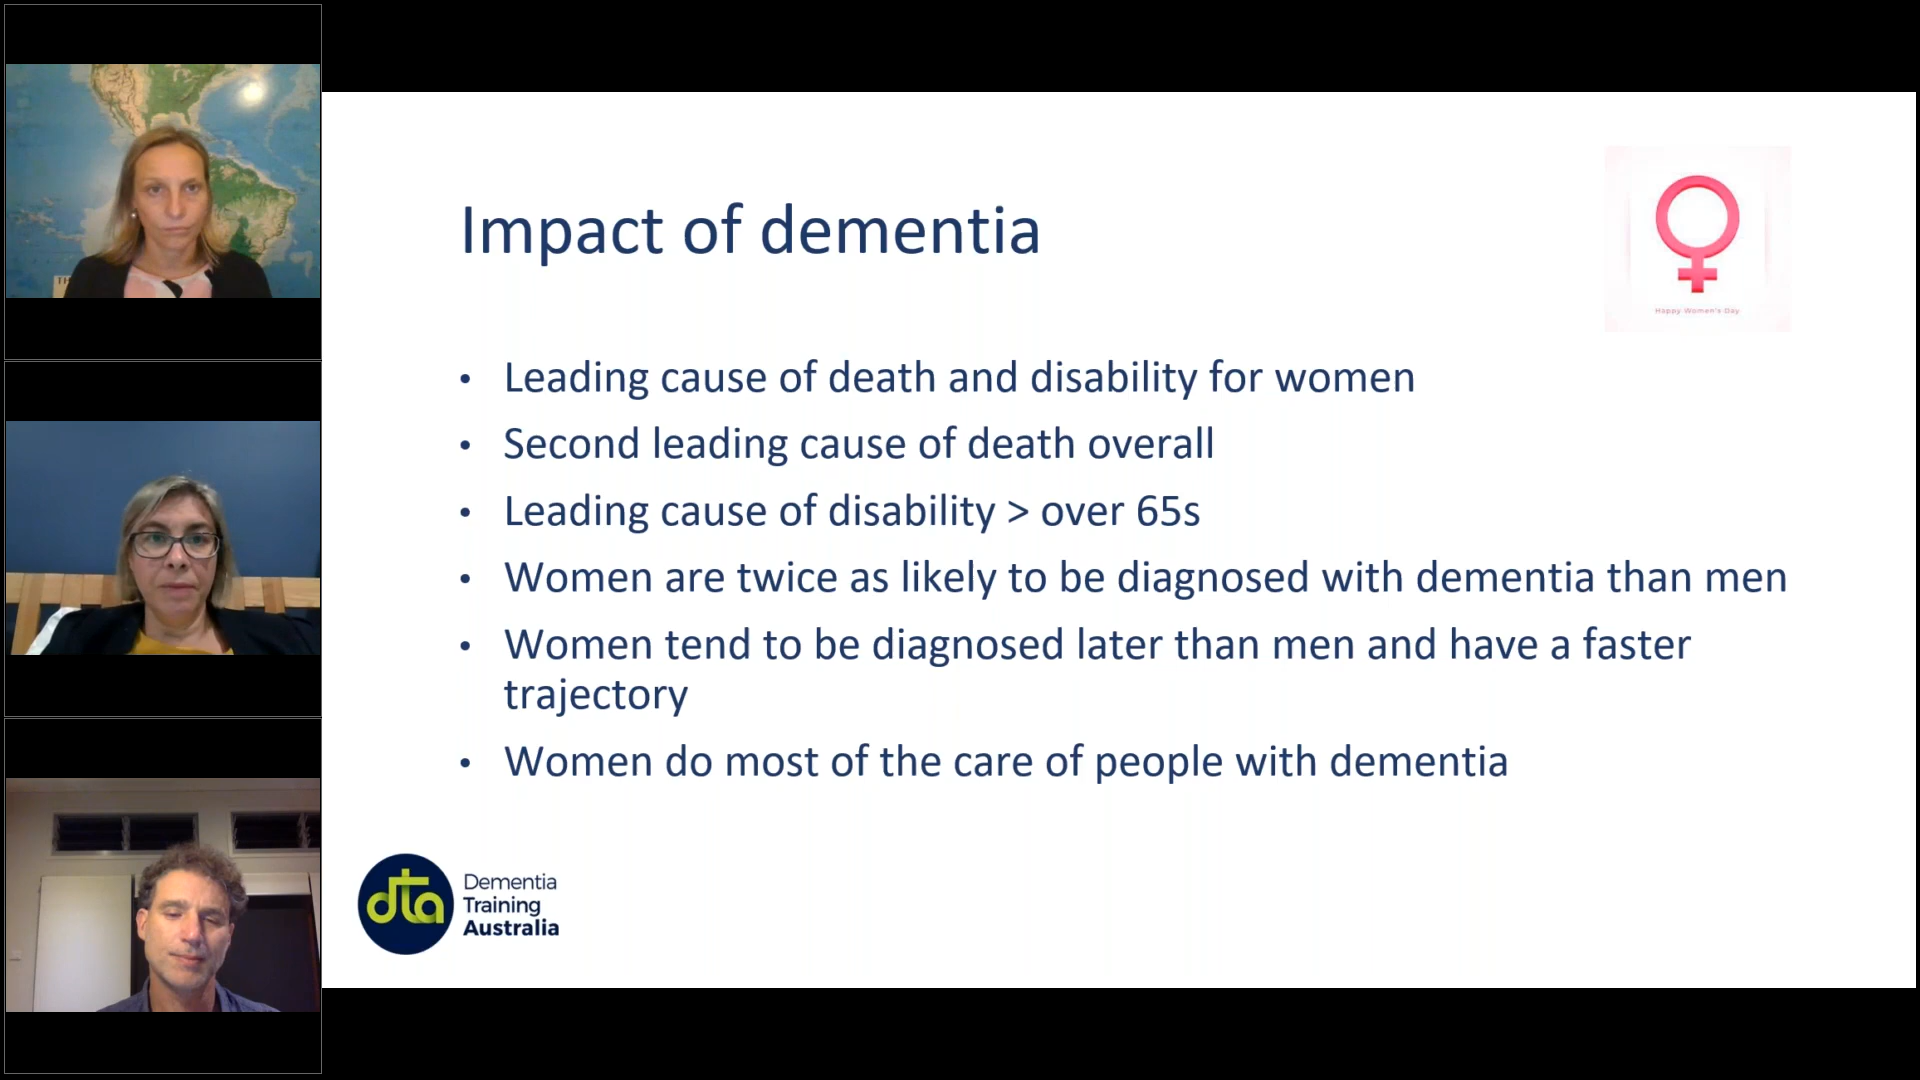 Impact of dementia
Happy Women's Day
• Leading cause of death and disability for women
• Second leading cause of death overall
• Leading cause of disability > over 65s
• Women are twice as likely to be diagnosed with dementia than men
• Women tend to be diagnosed later than men and have a faster
trajectory
• Women do most of the care of people with dementia
dta
Dementia
Training
Australia